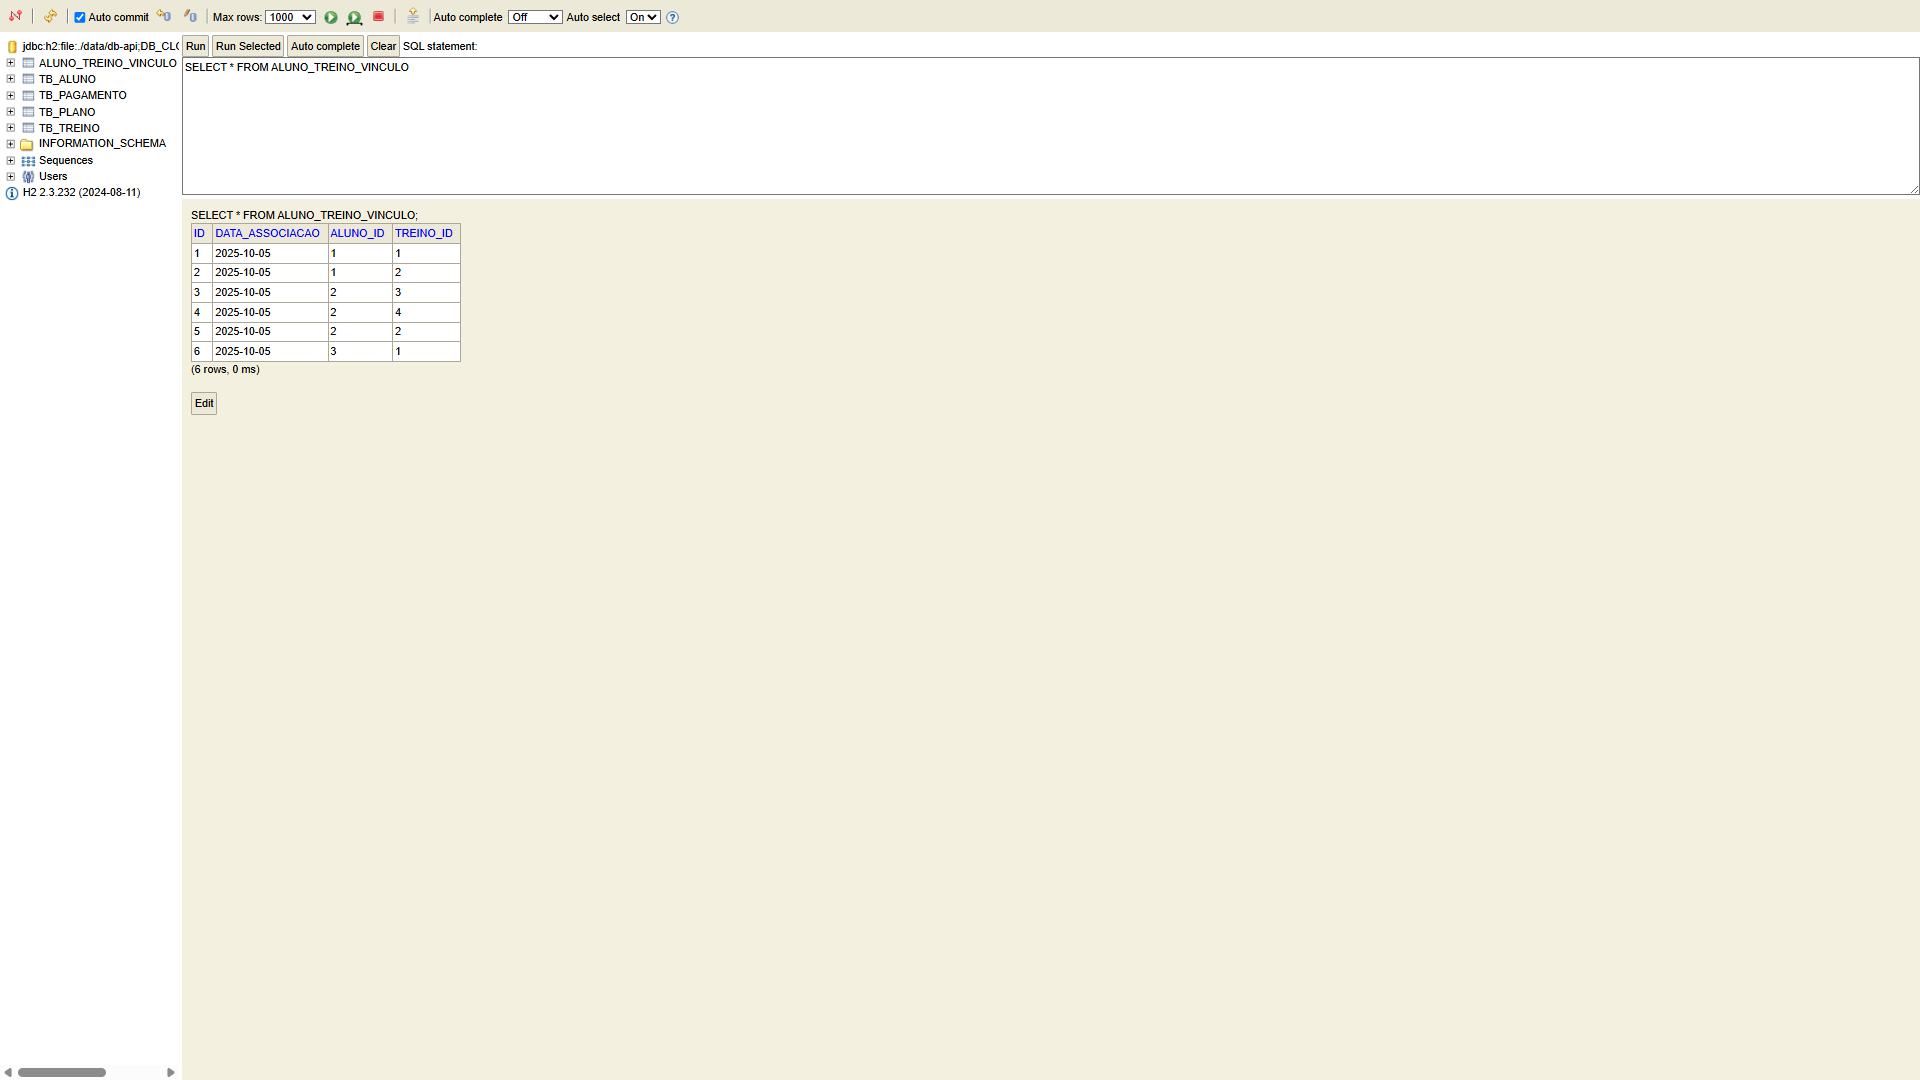 Auto commit Max rows: 1000 Auto complete Off Auto select On
jdbc:h2:file:./data/db-api;DB_CLO
ALUNO_TREINO_VINCULO
TB_ALUNO
TB_PAGAMENTO
TB_PLANO
TB_TREINO
INFORMATION_SCHEMA
Sequences
Users
H2 2.3.232 (2024-08-11)
Run Run Selected Auto complete Clear SQL statement:
SELECT * FROM ALUNO_TREINO_VINCULO
SELECT * FROM ALUNO_TREINO_VINCULO;
ID DATA_ASSOCIACAO ALUNO_ID TREINO_ID
1 2025-10-05 1 1
2 2025-10-05 1 2
3 2025-10-05 2 3
4 2025-10-05 2 4
5 2025-10-05 2 2
6 2025-10-05 3 1
(6 rows, 0 ms)
Edit